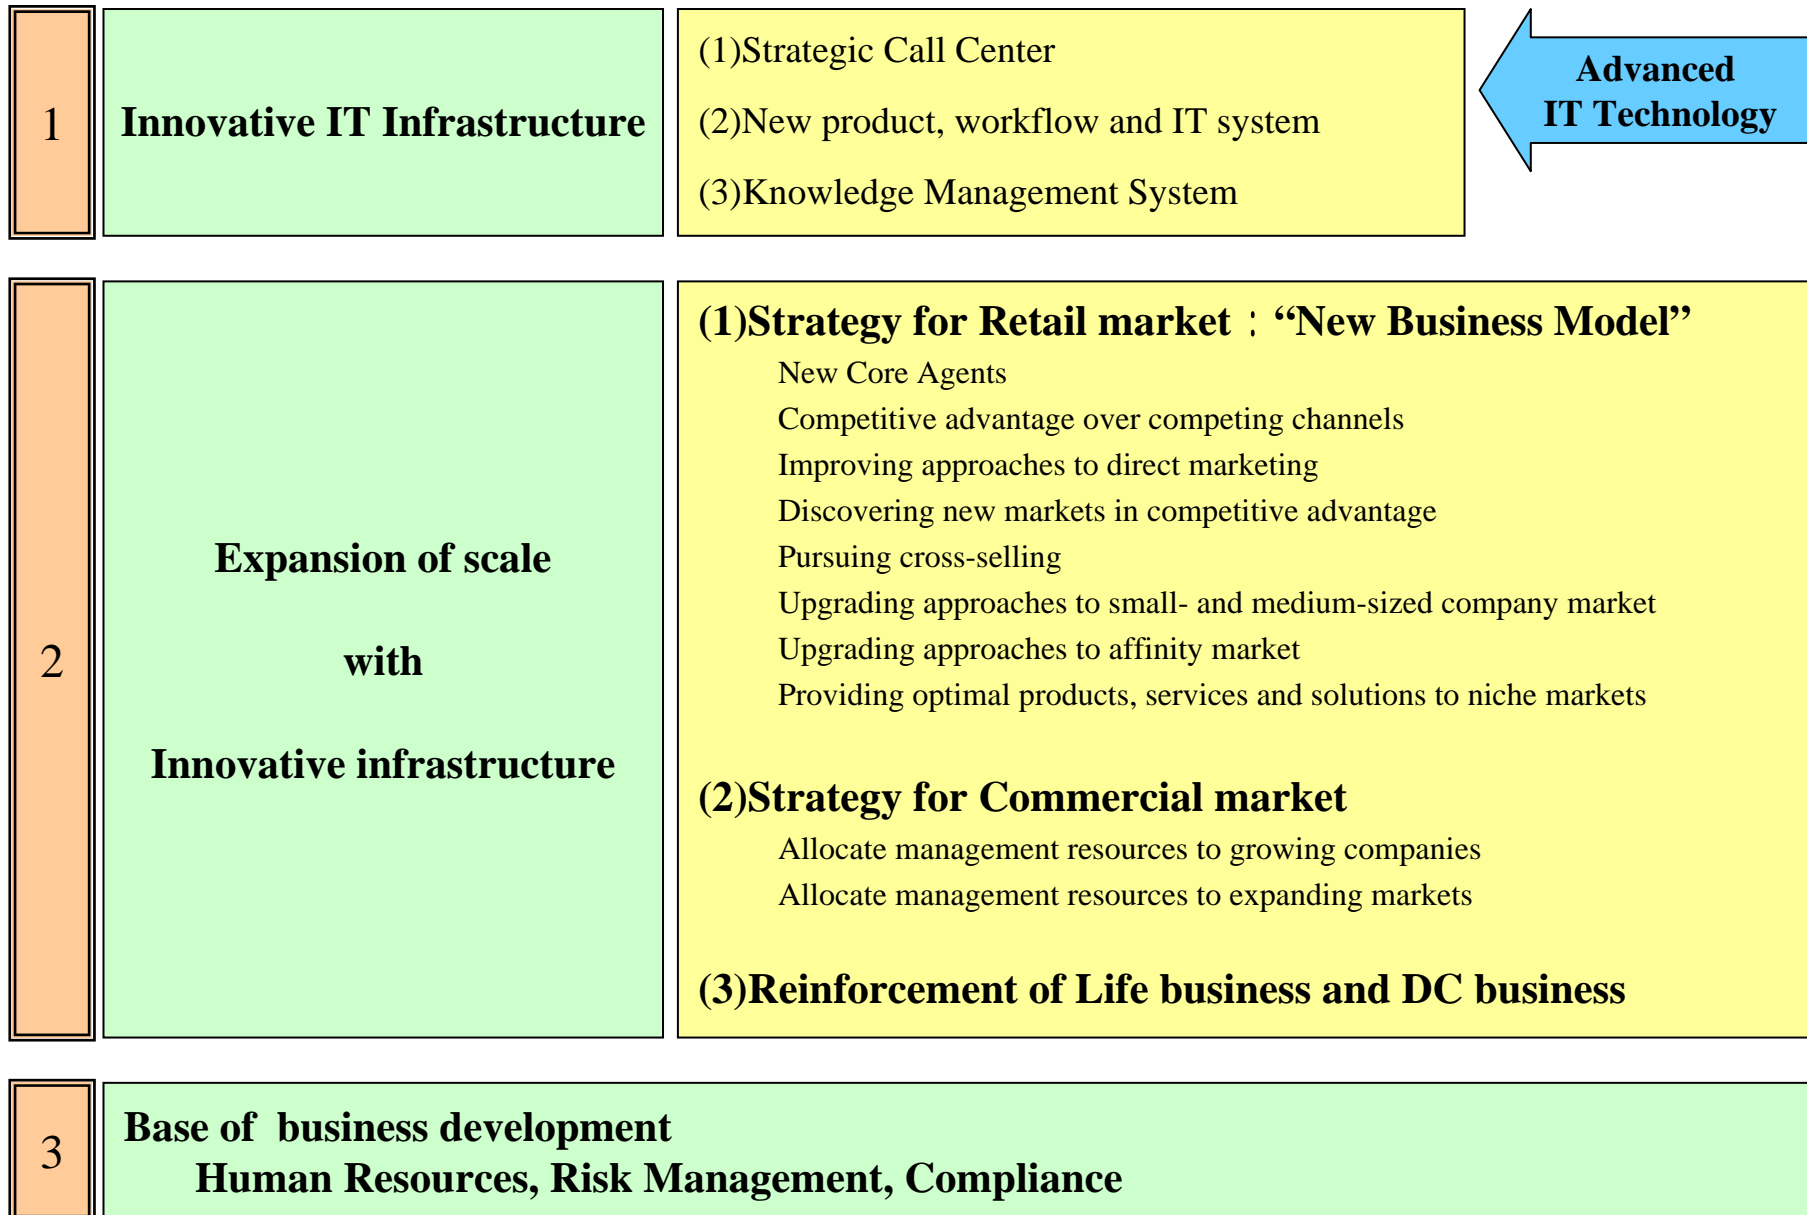 1
Innovative IT Infrastructure
(1)Strategic Call Center
(2)New product, workflow and IT system
(3)Knowledge Management System
Advanced
IT Technology
2
Expansion of scale
with
Innovative infrastructure
(1)Strategy for Retail market：“New Business Model”
New Core Agents
Competitive advantage over competing channels
Improving approaches to direct marketing
Discovering new markets in competitive advantage
Pursuing cross-selling
Upgrading approaches to small- and medium-sized company market
Upgrading approaches to affinity market
Providing optimal products, services and solutions to niche markets
(2)Strategy for Commercial market
Allocate management resources to growing companies
Allocate management resources to expanding markets
(3)Reinforcement of Life business and DC business
3
Base of  business development
Human Resources, Risk Management, Compliance